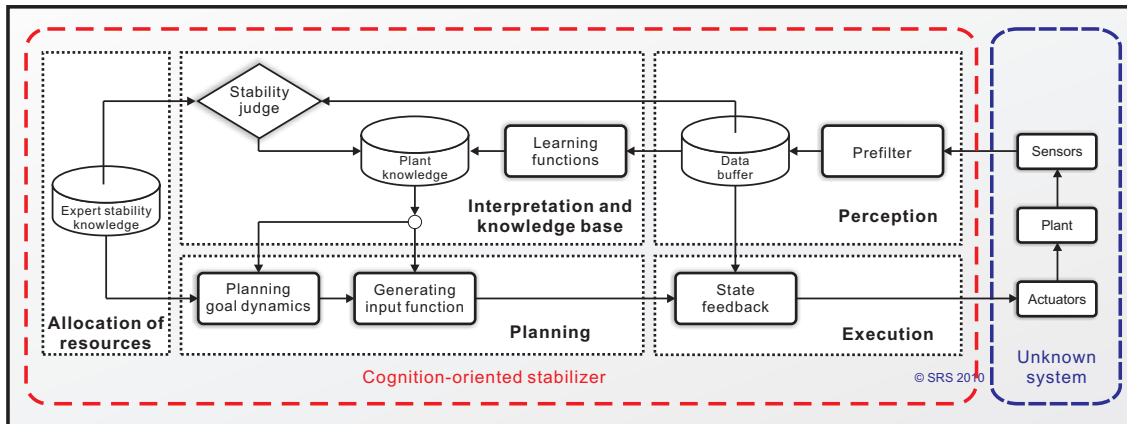 Stability
judge
Expert stability
knowledge
Plant
knowledge
Learning
functions
Data
buffer
Prefilter
Sensors
Plant
Actuators
Interpretation and
knowledge base
Perception
Planning
goal dynamics
Generating
input function
State
feedback
Allocation of
resources
Planning
Execution
Cognition-oriented stabilizer
© SRS 2010
Unknown
system